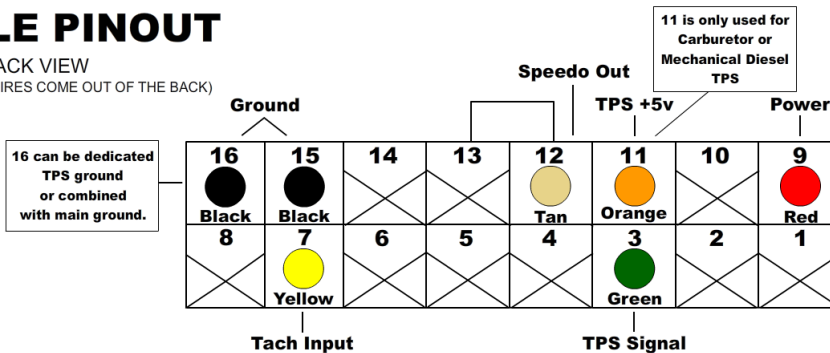 LE PINOUT
ACK VIEW
IRES COME OUT OF THE BACK)
11 is only used for
Carburetor or
Mechanical Diesel
TPS
Speedo Out
Ground
TPS +5v
Power
16 can be dedicated
TPS ground
or combined
with main ground.
16 15 14 13 12 11 10 9
Black Black Tan Orange Red
8 7 6 5 4 3 2 1
Yellow Green
Tach Input TPS Signal